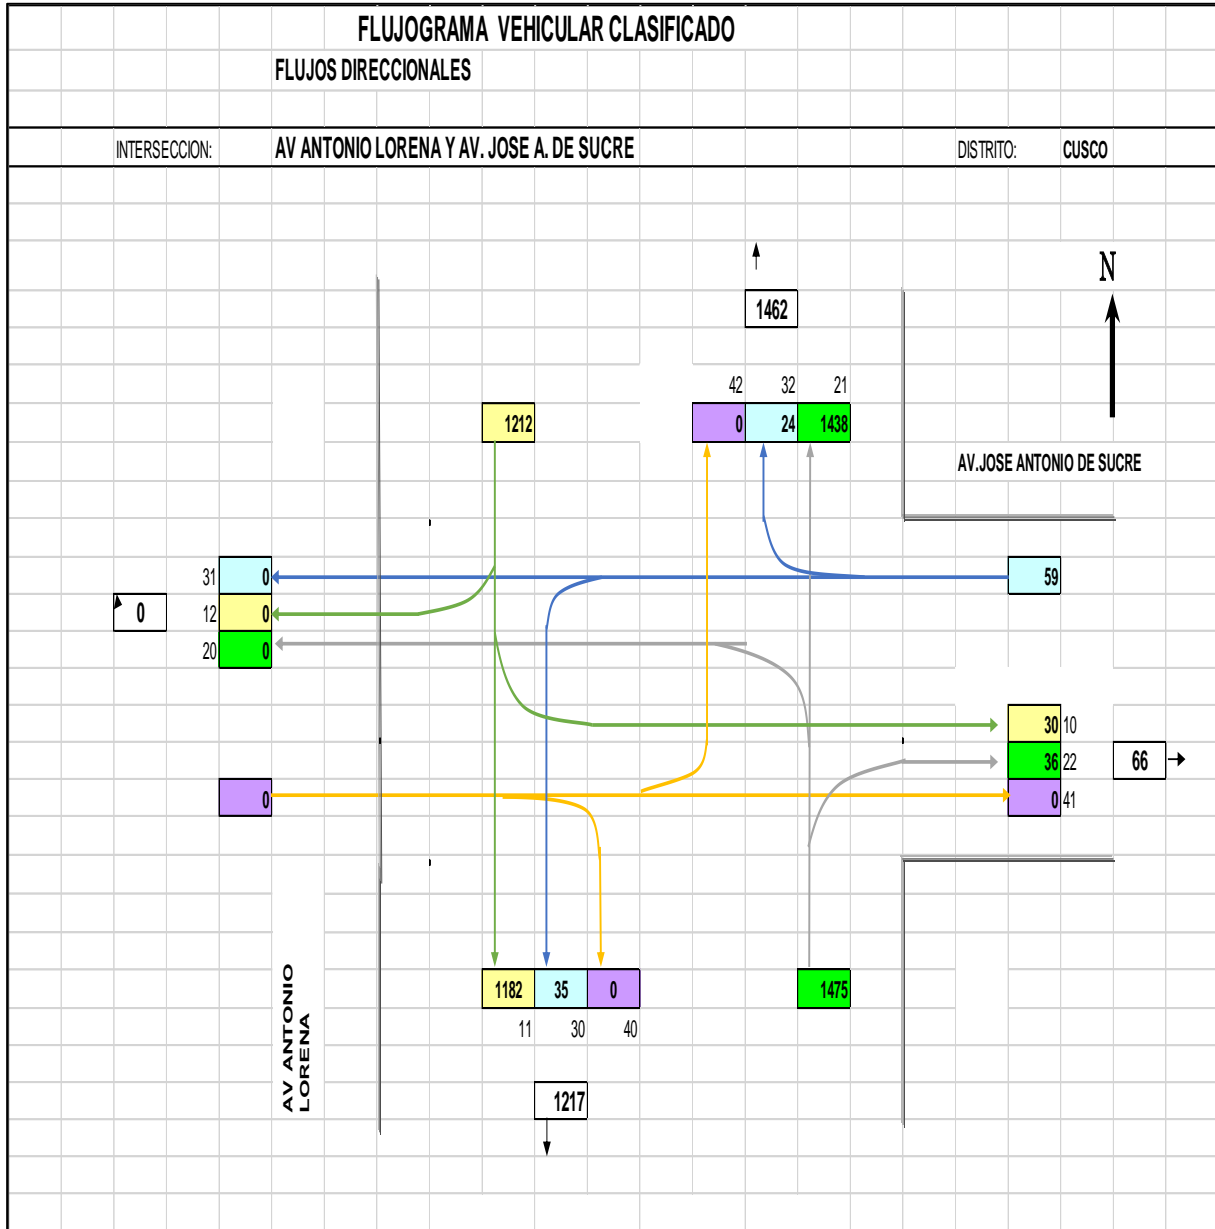 FLUJOGRAMA VEHICULAR CLASIFICADO
FLUJOS DIRECCIONALES
INTERSECCION: AV ANTONIO LORENA Y AV. JOSE A. DE SUCRE DISTRITO: CUSCO
N
1462
42 32 21
1212 0 24 1438
AV.JOSE ANTONIO DE SUCRE
31 0 59
0 12 0
20 0
30 10
36 22 66
0 0 41
AV ANTONIO
LORENA
1182 35 0 1475
11 30 40
1217